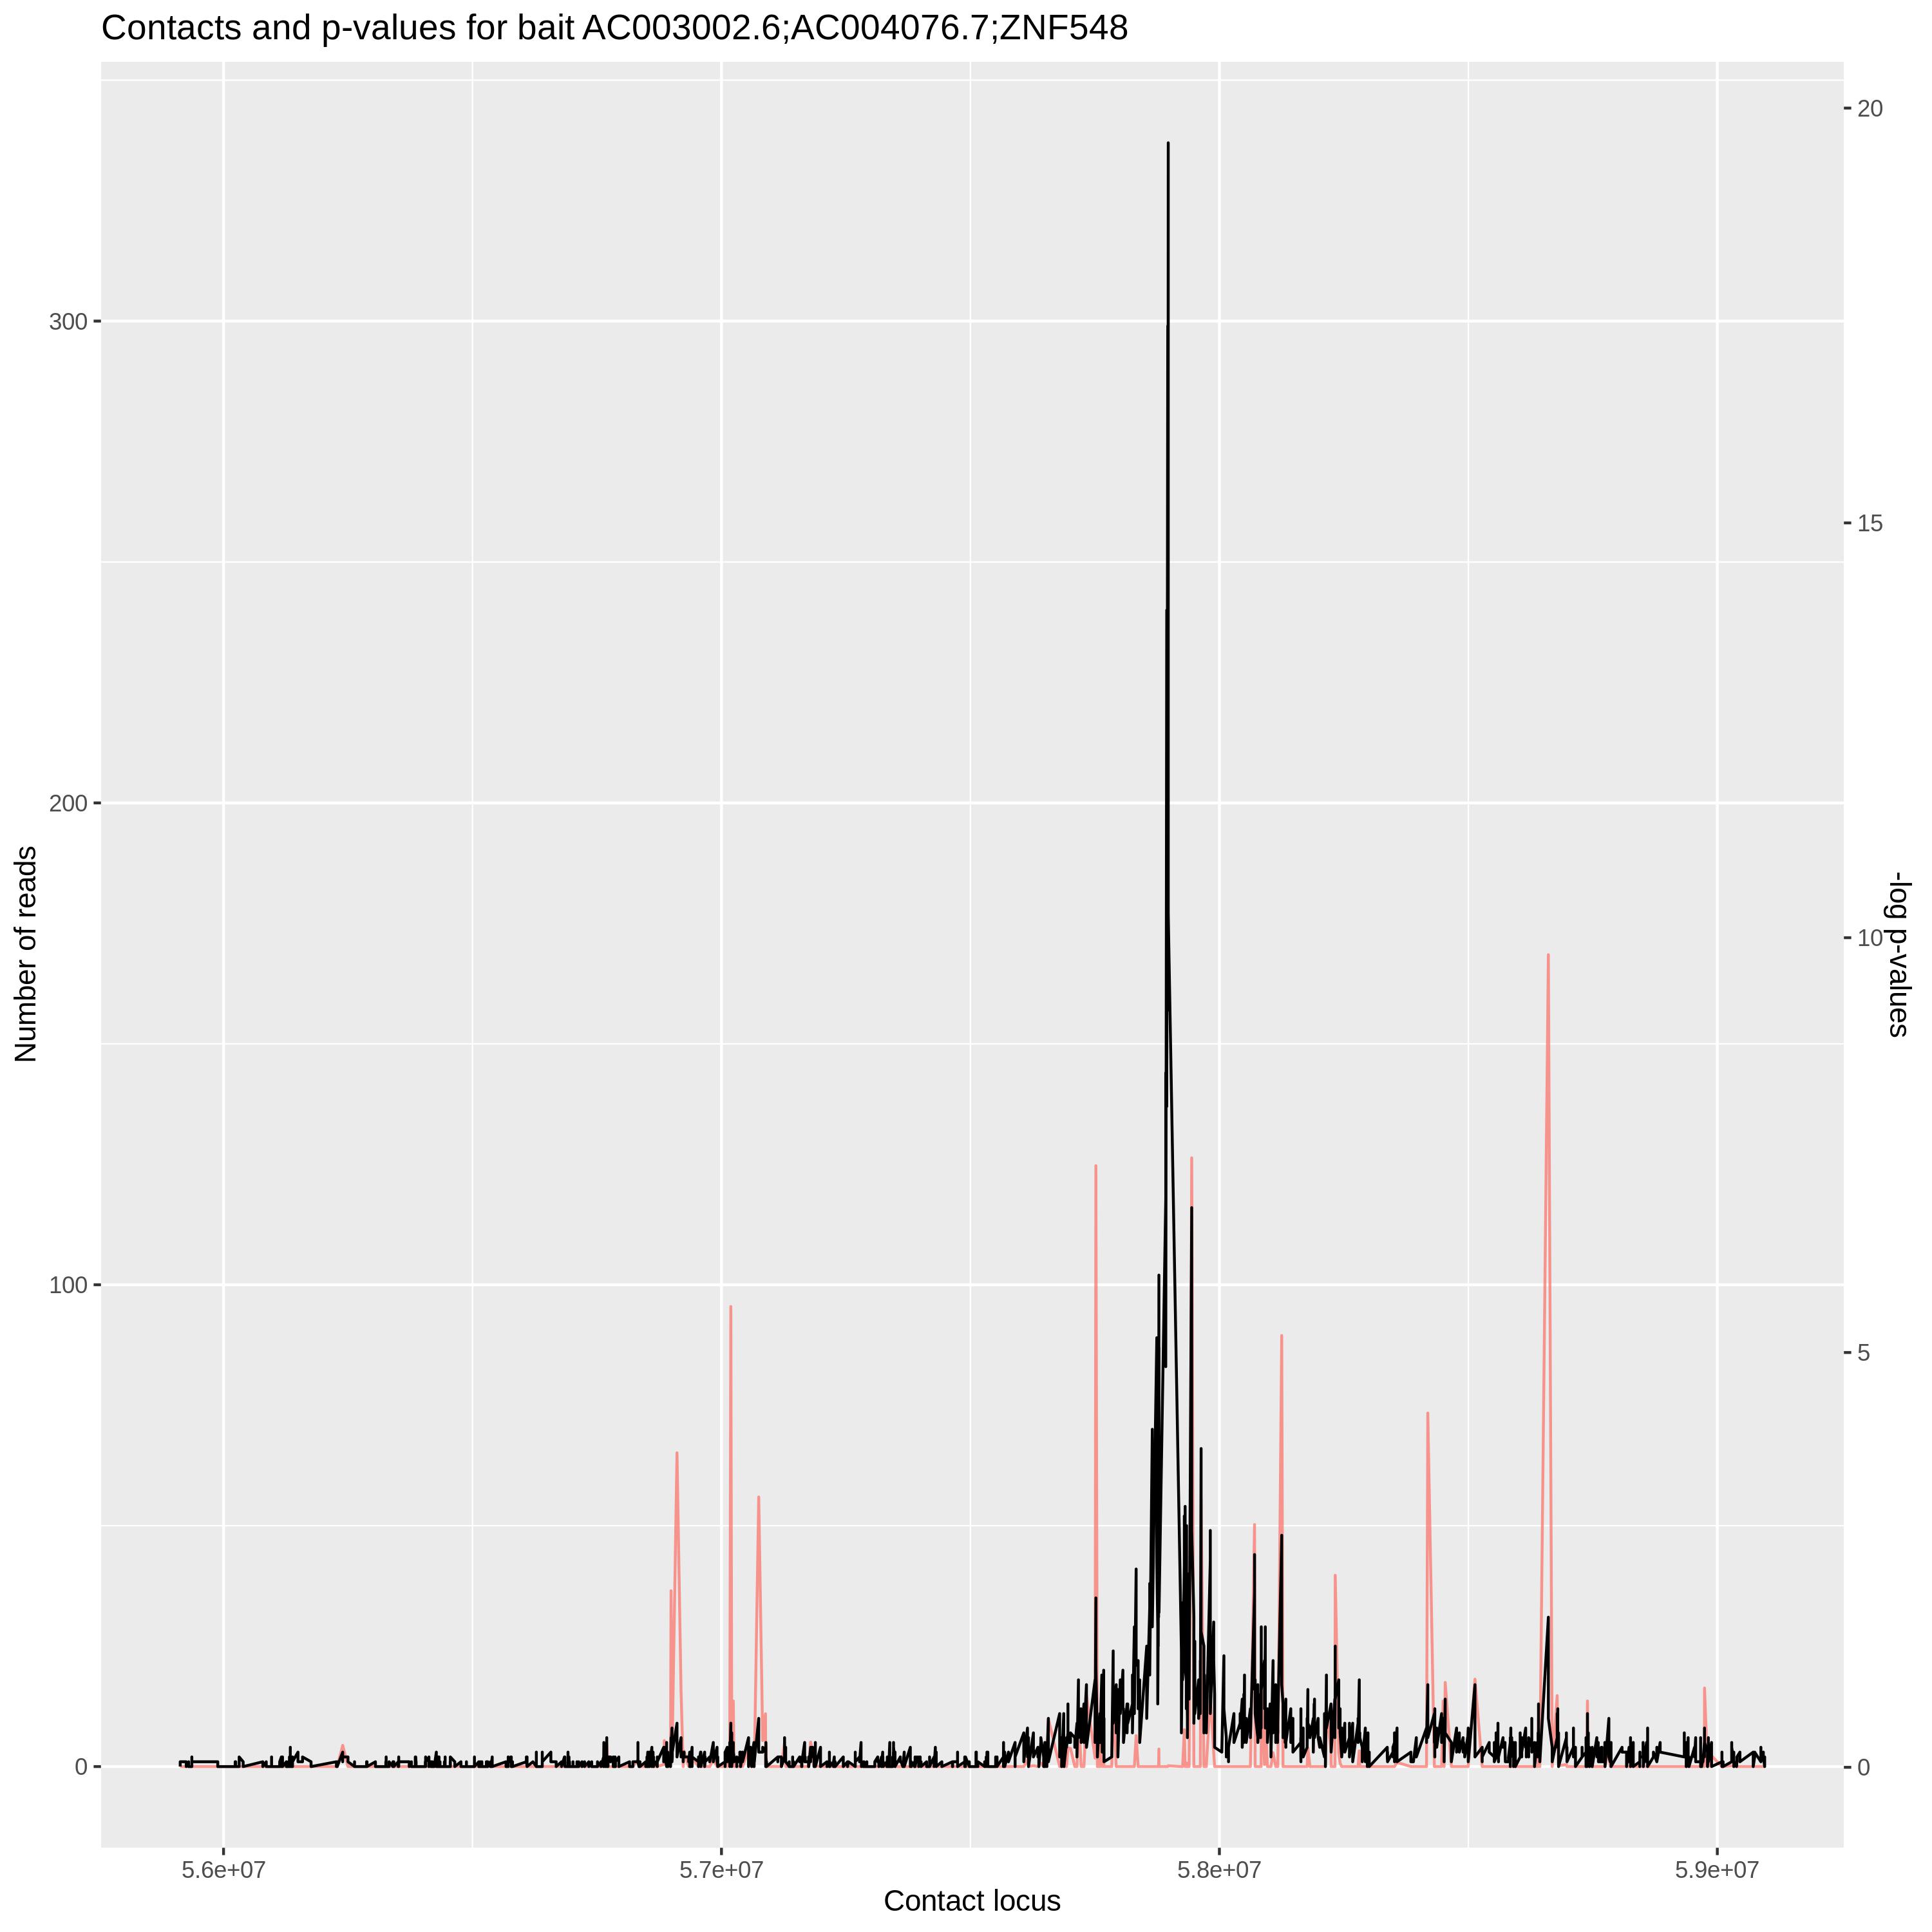 Contacts and p-values for bait AC003002.6;AC004076.7;ZNF548
300
200
100
0
Number of reads
20
15
10
5
0
-log p-values
5.6e+07
5.7e+07
5.8e+07
5.9e+07
Contact locus